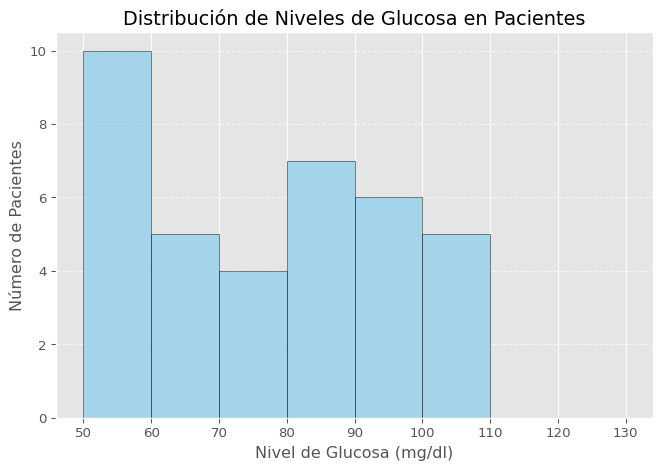 Distribución de Niveles de Glucosa en Pacientes
Número de Pacientes
10
8
6
4
2
0
50 60 70 80 90 100 110 120 130
Nivel de Glucosa (mg/dl)